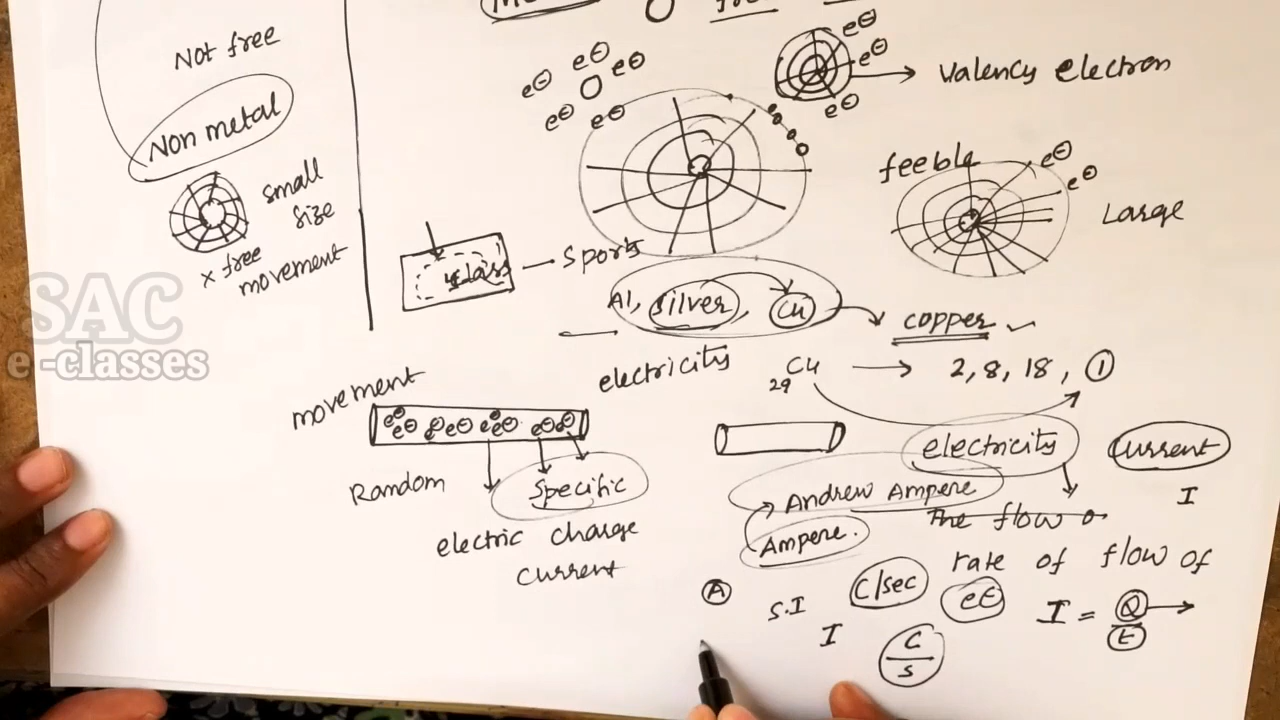 Not free
Non metal
small
size
x free
movement
SAC
e-classes
e⊖ e⊖ e⊖
e⊖ e⊖
e⊖
e⊖
e⊖
Valency electron
feeble
e⊖
e⊖
Large
class — Sports
Al, silver, Cu → copper ✓
electricity
29Cu → 2, 8, 18, 1
movement
e⊖ e⊖ e⊖ e⊖ e⊖ e⊖ ⊖ ⊖
Random
Specific
electric charge
current
electricity
current
I
Andrew Ampere
The flow o
Ampere.
rate of flow of
A
S.I
C/sec
e⊖
I = Q/t →
I
C/s